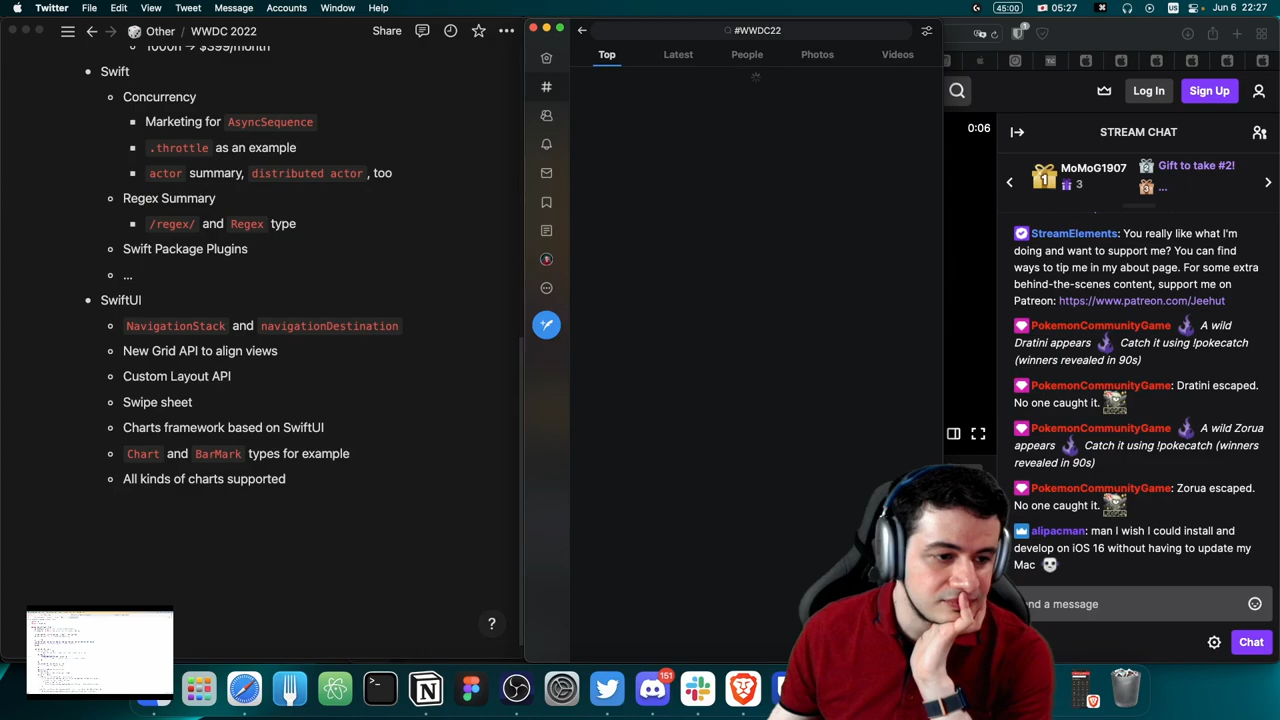 Twitter File Edit View Tweet Message Accounts Window Help
45:00 05:27 US Jun 6 22:27
Other / WWDC 2022 Share
Swift
Concurrency
Marketing for AsyncSequence
.throttle as an example
actor summary, distributed actor, too
Regex Summary
/regex/ and Regex type
Swift Package Plugins
...
SwiftUI
NavigationStack and navigationDestination
New Grid API to align views
Custom Layout API
Swipe sheet
Charts framework based on SwiftUI
Chart and BarMark types for example
All kinds of charts supported
?
#WWDC22
Top Latest People Photos Videos
Log In Sign Up
0:06
STREAM CHAT
MoMoG1907
3
Gift to take #2!
...
StreamElements: You really like what I'm
doing and want to support me? You can find
ways to tip me in my about page. For some extra
behind-the-scenes content, support me on
Patreon: https://www.patreon.com/Jeehut
PokemonCommunityGame A wild
Dratini appears Catch it using !pokecatch
(winners revealed in 90s)
PokemonCommunityGame: Dratini escaped.
No one caught it.
PokemonCommunityGame A wild Zorua
appears Catch it using !pokecatch (winners
revealed in 90s)
PokemonCommunityGame: Zorua escaped.
No one caught it.
alipacman: man I wish I could install and
develop on iOS 16 without having to update my
Mac
end a message
Chat
151